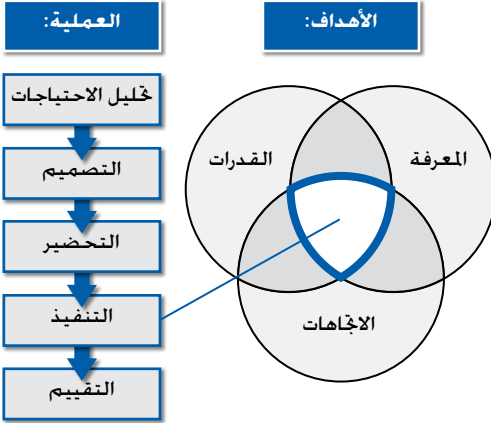 الأهداف:
العملية:
المعرفة
القدرات
الاتجاهات
تحليل الاحتياجات
التصميم
التحضير
التنفيذ
التقييم